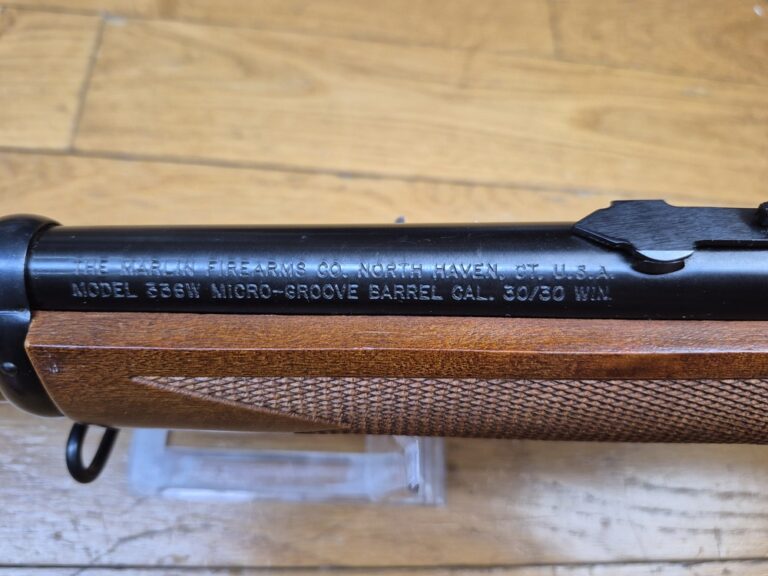 THE MARLIN FIREARMS CO. NORTH HAVEN, CT. U.S.A.
MODEL 336W MICRO-GROOVE BARREL CAL. 30/30 WIN.